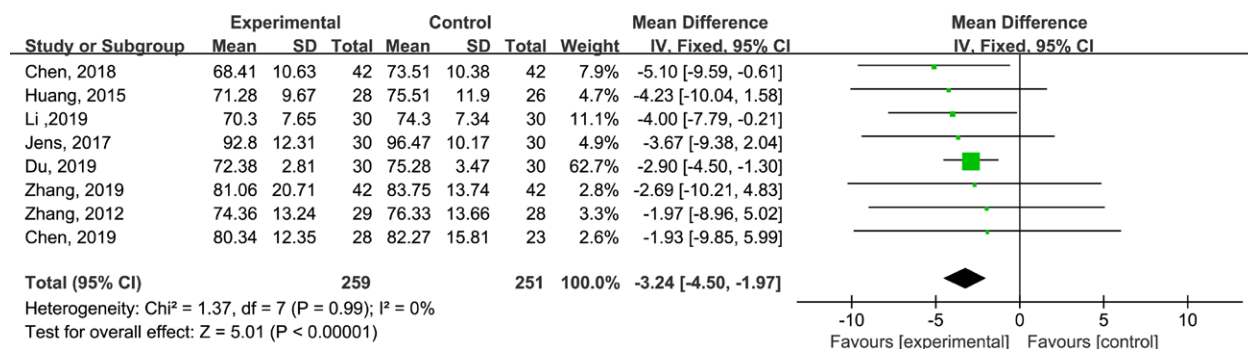 Experimental Control Mean Difference Mean Difference
Study or Subgroup Mean SD Total Mean SD Total Weight IV, Fixed, 95% CI IV, Fixed, 95% CI
Chen, 2018 68.41 10.63 42 73.51 10.38 42 7.9% -5.10 [-9.59, -0.61]
Huang, 2015 71.28 9.67 28 75.51 11.9 26 4.7% -4.23 [-10.04, 1.58]
Li ,2019 70.3 7.65 30 74.3 7.34 30 11.1% -4.00 [-7.79, -0.21]
Jens, 2017 92.8 12.31 30 96.47 10.17 30 4.9% -3.67 [-9.38, 2.04]
Du, 2019 72.38 2.81 30 75.28 3.47 30 62.7% -2.90 [-4.50, -1.30]
Zhang, 2019 81.06 20.71 42 83.75 13.74 42 2.8% -2.69 [-10.21, 4.83]
Zhang, 2012 74.36 13.24 29 76.33 13.66 28 3.3% -1.97 [-8.96, 5.02]
Chen, 2019 80.34 12.35 28 82.27 15.81 23 2.6% -1.93 [-9.85, 5.99]
Total (95% CI) 259 251 100.0% -3.24 [-4.50, -1.97]
Heterogeneity: Chi² = 1.37, df = 7 (P = 0.99); I² = 0%
Test for overall effect: Z = 5.01 (P < 0.00001)
-10 -5 0 5 10
Favours [experimental] Favours [control]